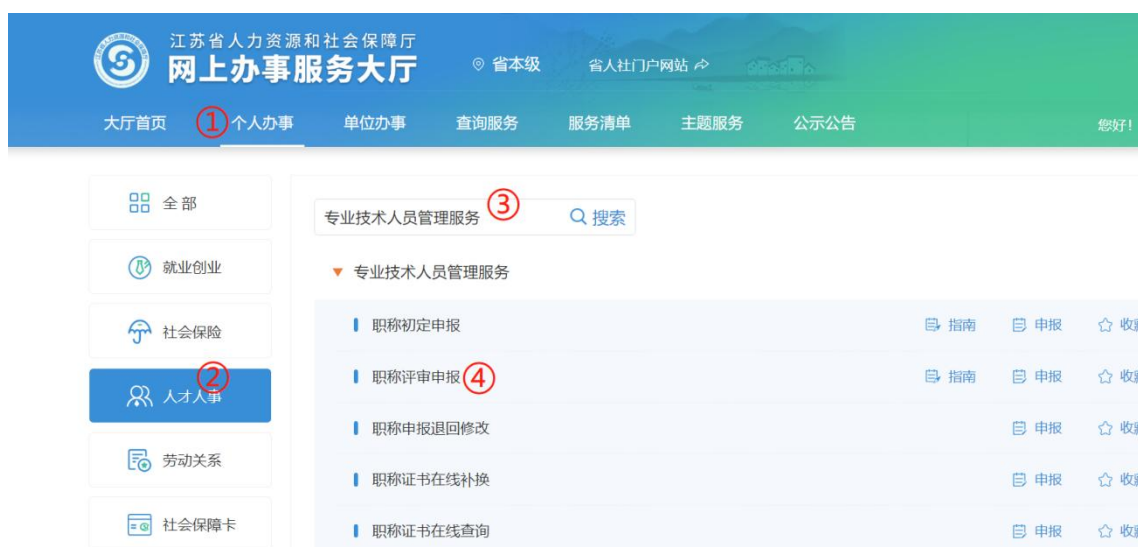 江苏省人力资源和社会保障厅
网上办事服务大厅
省本级 省人社门户网站
大厅首页 ① 个人办事 单位办事 查询服务 服务清单 主题服务 公示公告 您好!
全部
就业创业
社会保险
② 人才人事
劳动关系
社会保障卡
专业技术人员管理服务 ③ 搜索
专业技术人员管理服务
职称初定申报 指南 申报 收
职称评审申报 ④ 指南 申报 收
职称申报退回修改 申报 收
职称证书在线补换 申报 收
职称证书在线查询 申报 收